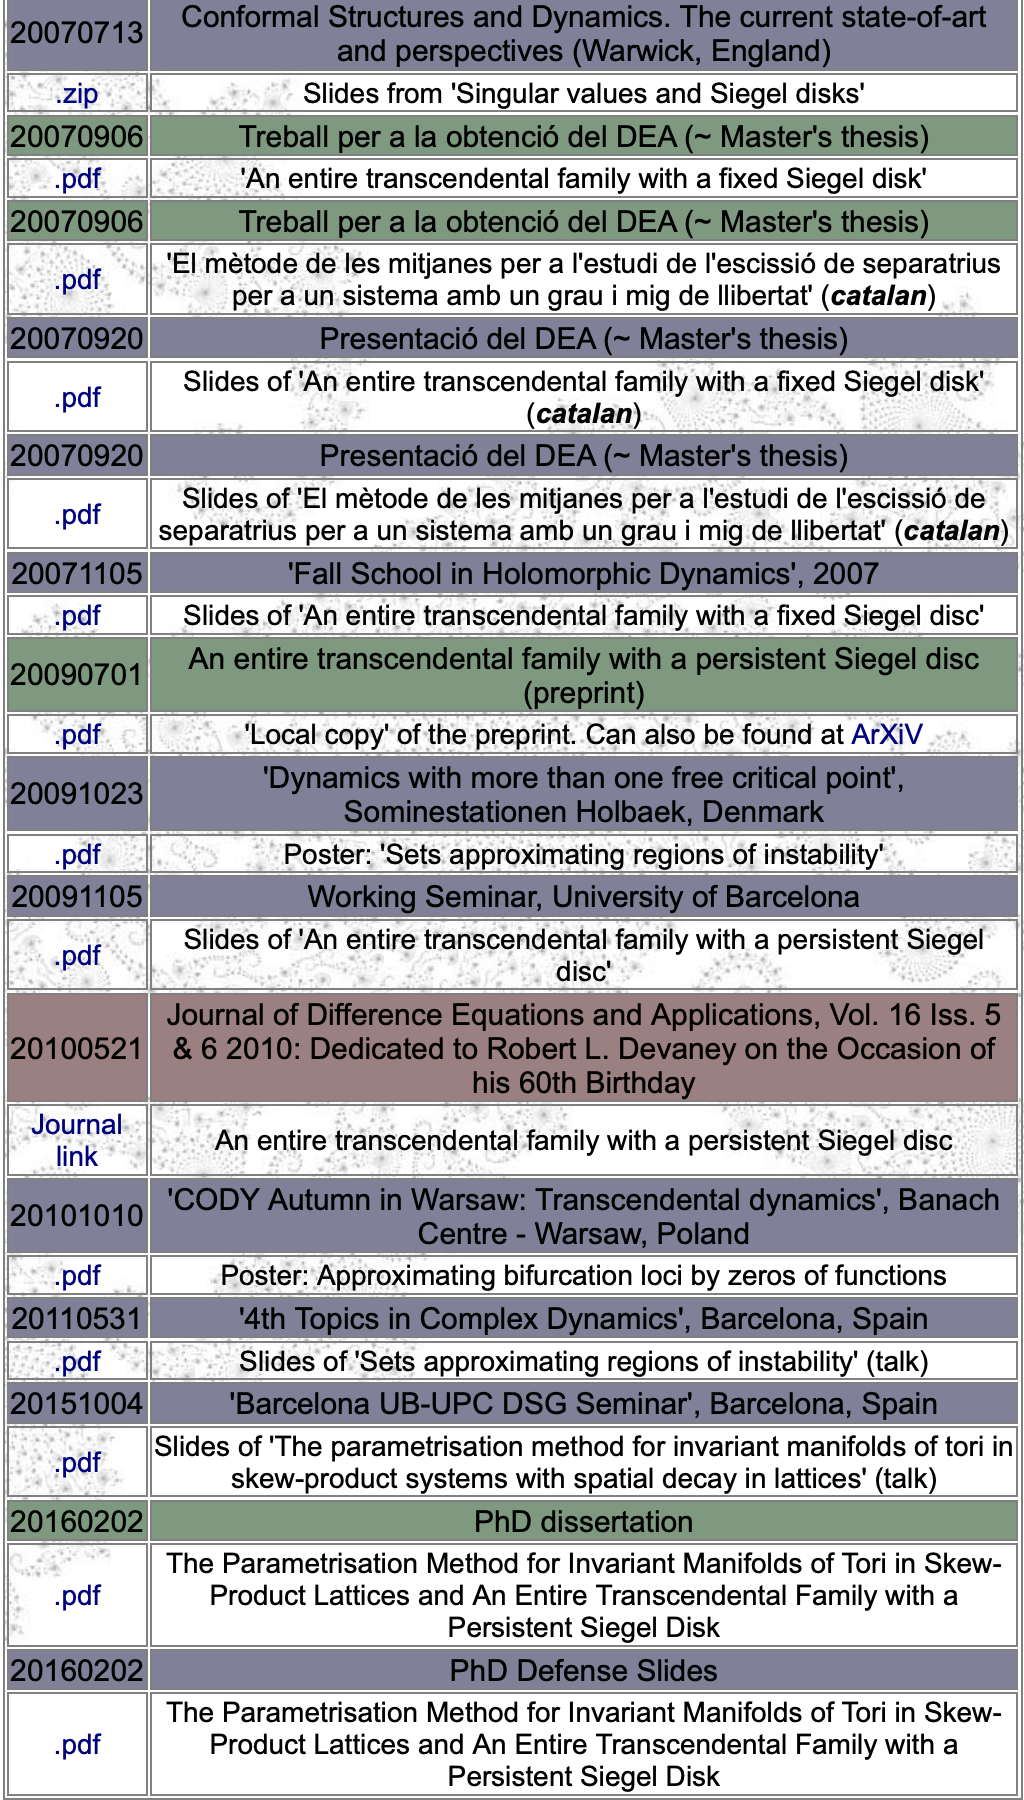 20070713
Conformal Structures and Dynamics. The current state-of-art
and perspectives (Warwick, England)
.zip
Slides from 'Singular values and Siegel disks'
20070906
Treball per a la obtenció del DEA (~ Master's thesis)
.pdf
'An entire transcendental family with a fixed Siegel disk'
20070906
Treball per a la obtenció del DEA (~ Master's thesis)
.pdf
'El mètode de les mitjanes per a l'estudi de l'escissió de separatrius
per a un sistema amb un grau i mig de llibertat' (catalan)
20070920
Presentació del DEA (~ Master's thesis)
.pdf
Slides of 'An entire transcendental family with a fixed Siegel disk'
(catalan)
20070920
Presentació del DEA (~ Master's thesis)
.pdf
Slides of 'El mètode de les mitjanes per a l'estudi de l'escissió de
separatrius per a un sistema amb un grau i mig de llibertat' (catalan)
20071105
'Fall School in Holomorphic Dynamics', 2007
.pdf
Slides of 'An entire transcendental family with a fixed Siegel disc'
20090701
An entire transcendental family with a persistent Siegel disc
(preprint)
.pdf
'Local copy' of the preprint. Can also be found at ArXiV
20091023
'Dynamics with more than one free critical point',
Sominestationen Holbaek, Denmark
.pdf
Poster: 'Sets approximating regions of instability'
20091105
Working Seminar, University of Barcelona
.pdf
Slides of 'An entire transcendental family with a persistent Siegel
disc'
20100521
Journal of Difference Equations and Applications, Vol. 16 Iss. 5
& 6 2010: Dedicated to Robert L. Devaney on the Occasion of
his 60th Birthday
Journal
link
An entire transcendental family with a persistent Siegel disc
20101010
'CODY Autumn in Warsaw: Transcendental dynamics', Banach
Centre - Warsaw, Poland
.pdf
Poster: Approximating bifurcation loci by zeros of functions
20110531
'4th Topics in Complex Dynamics', Barcelona, Spain
.pdf
Slides of 'Sets approximating regions of instability' (talk)
20151004
'Barcelona UB-UPC DSG Seminar', Barcelona, Spain
.pdf
Slides of 'The parametrisation method for invariant manifolds of tori in
skew-product systems with spatial decay in lattices' (talk)
20160202
PhD dissertation
.pdf
The Parametrisation Method for Invariant Manifolds of Tori in Skew-
Product Lattices and An Entire Transcendental Family with a
Persistent Siegel Disk
20160202
PhD Defense Slides
.pdf
The Parametrisation Method for Invariant Manifolds of Tori in Skew-
Product Lattices and An Entire Transcendental Family with a
Persistent Siegel Disk